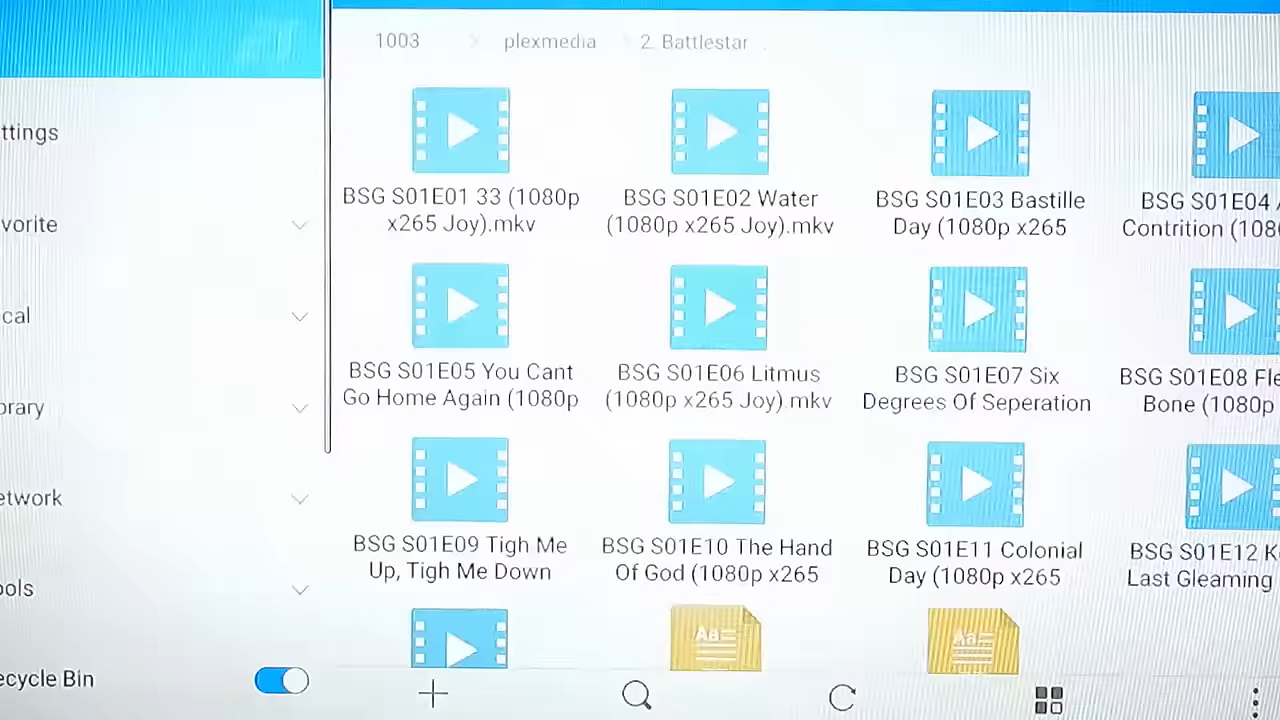 1003 plexmedia 2. Battlestar
ttings
vorite
cal
brary
etwork
ools
ecycle Bin
BSG S01E01 33 (1080p
x265 Joy).mkv
BSG S01E02 Water
(1080p x265 Joy).mkv
BSG S01E03 Bastille
Day (1080p x265
BSG S01E04
Contrition (108
BSG S01E05 You Cant
Go Home Again (1080p
BSG S01E06 Litmus
(1080p x265 Joy).mkv
BSG S01E07 Six
Degrees Of Seperation
BSG S01E08 Fle
Bone (1080p
BSG S01E09 Tigh Me
Up, Tigh Me Down
BSG S01E10 The Hand
Of God (1080p x265
BSG S01E11 Colonial
Day (1080p x265
BSG S01E12 K
Last Gleaming
Aa
Aa